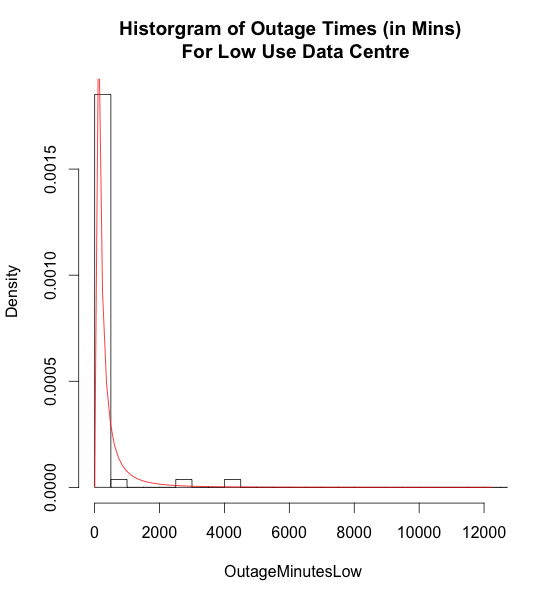 Historgram of Outage Times (in Mins)
For Low Use Data Centre
Density
0.0015
0.0010
0.0005
0.0000
0 2000 4000 6000 8000 10000 12000
OutageMinutesLow